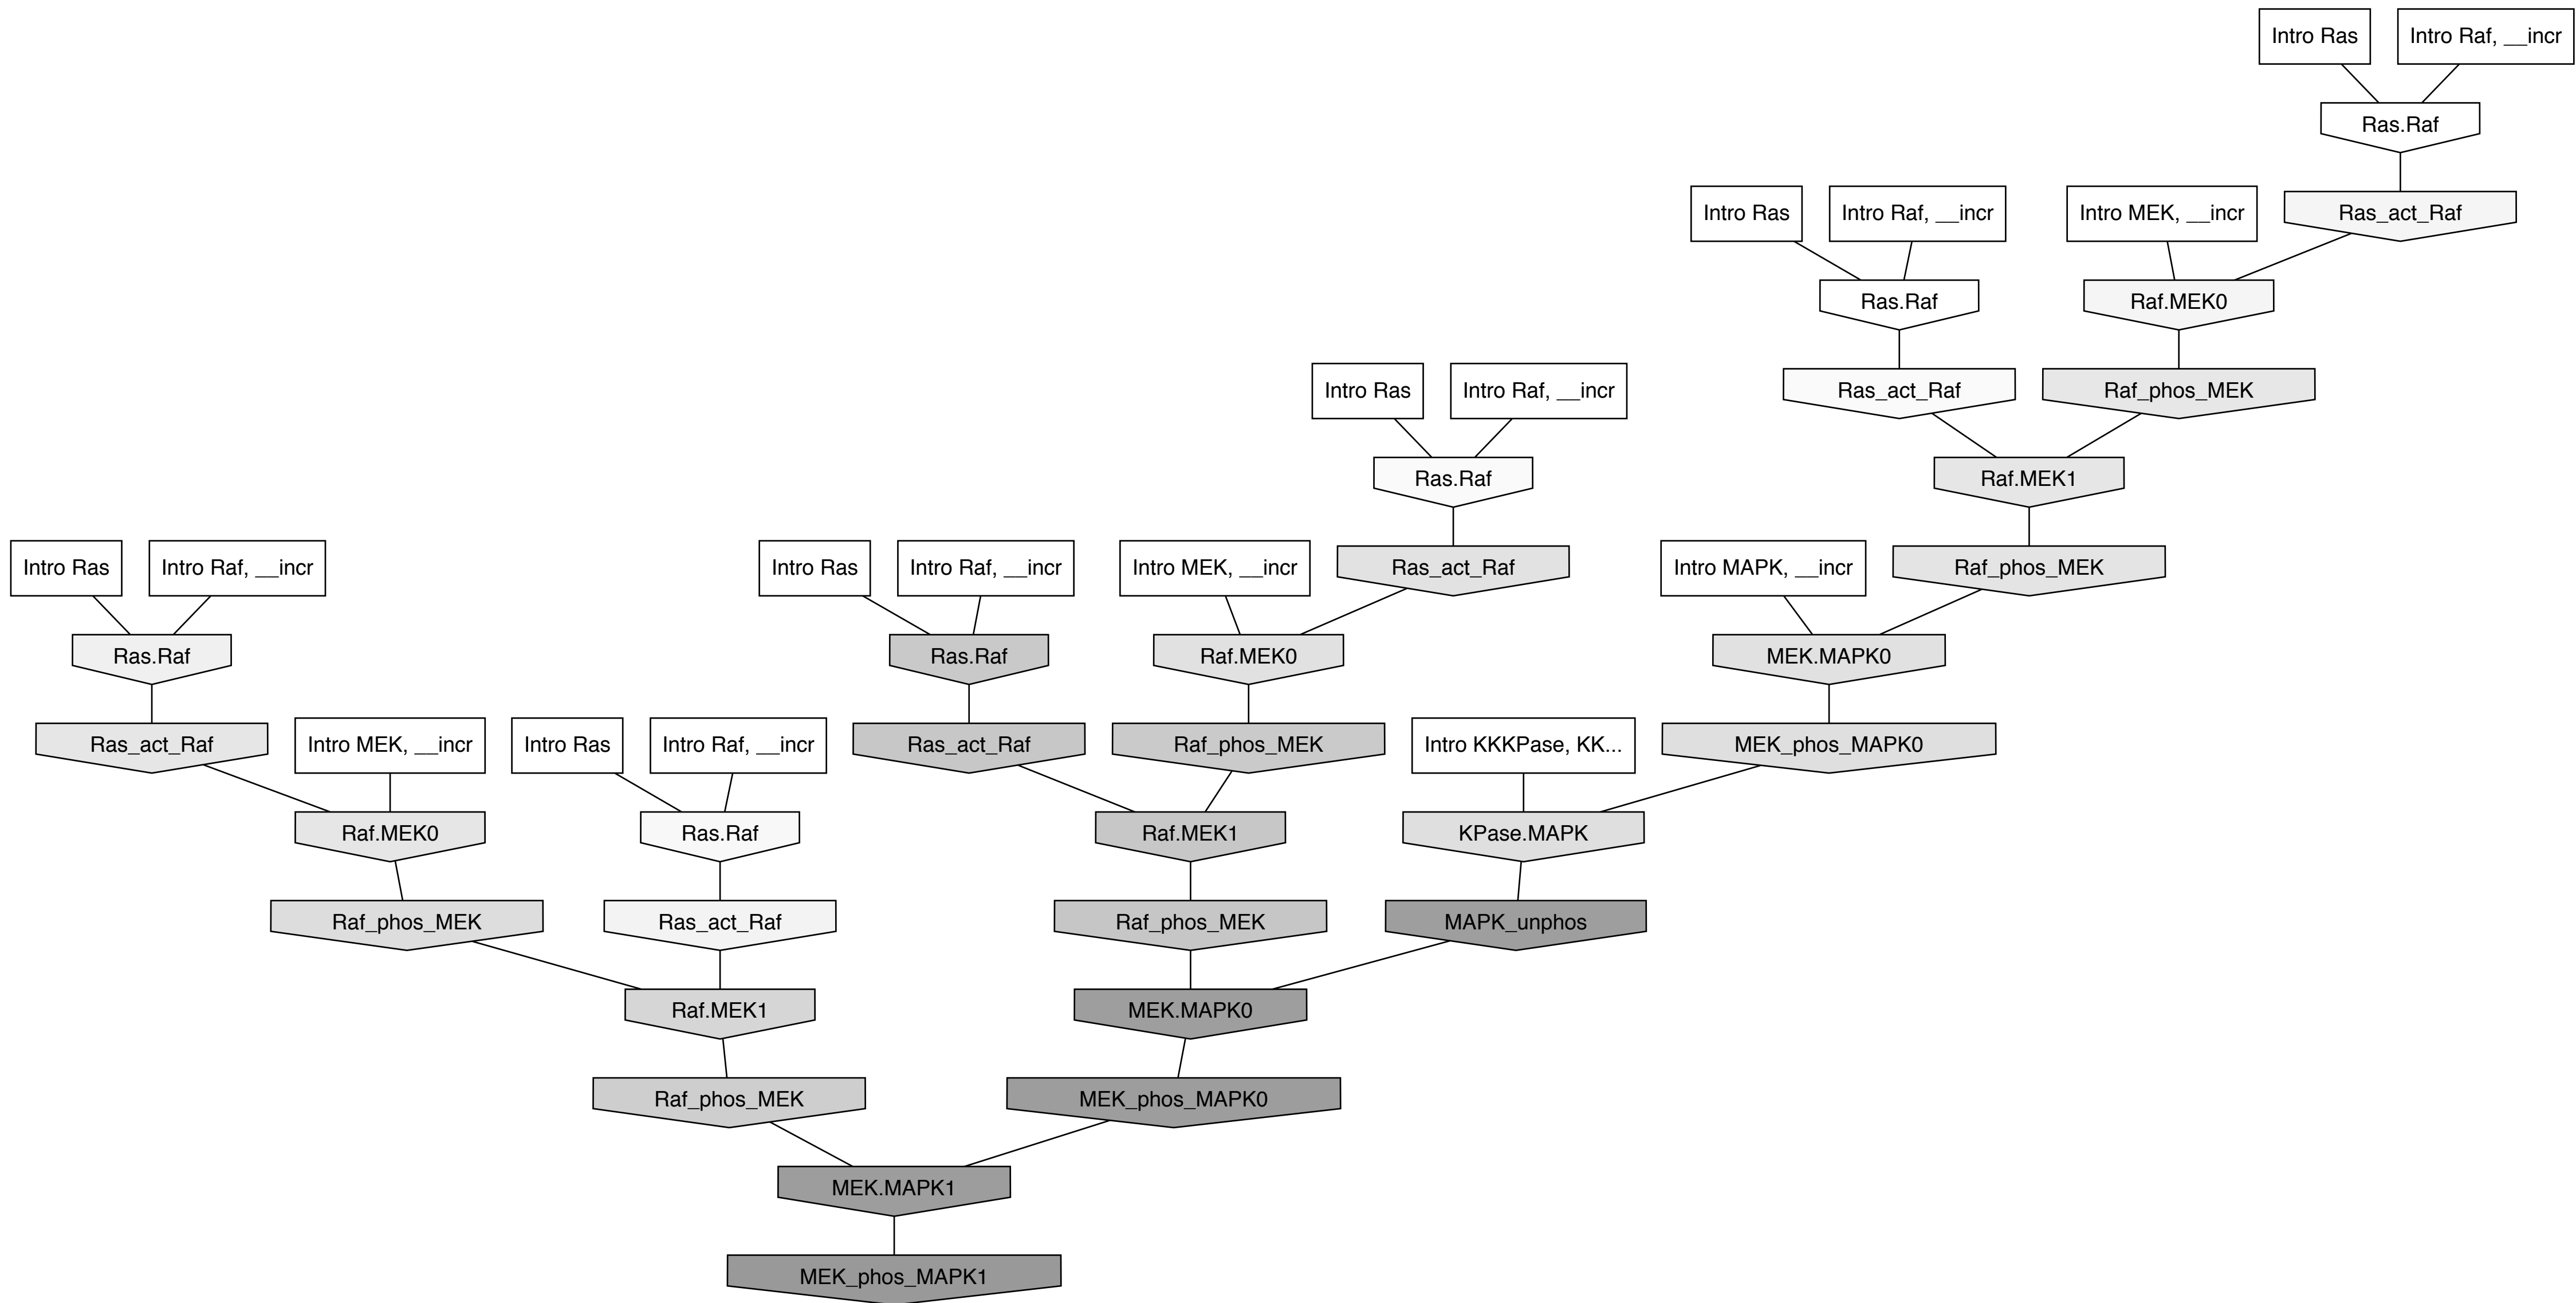 Intro Ras
Intro Raf, __incr
Ras.Raf
Intro Ras
Intro Raf, __incr
Intro MEK, __incr
Ras_act_Raf
Ras.Raf
Raf.MEK0
Intro Ras
Intro Raf, __incr
Ras_act_Raf
Raf_phos_MEK
Ras.Raf
Raf.MEK1
Intro Ras
Intro Raf, __incr
Intro Ras
Intro Raf, __incr
Intro MEK, __incr
Ras_act_Raf
Intro MAPK, __incr
Raf_phos_MEK
Ras.Raf
Ras.Raf
Raf.MEK0
MEK.MAPK0
Ras_act_Raf
Intro MEK, __incr
Intro Ras
Intro Raf, __incr
Ras_act_Raf
Raf_phos_MEK
Intro KKKPase, KK...
MEK_phos_MAPK0
Raf.MEK0
Ras.Raf
Raf.MEK1
KPase.MAPK
Raf_phos_MEK
Ras_act_Raf
Raf_phos_MEK
MAPK_unphos
Raf.MEK1
MEK.MAPK0
Raf_phos_MEK
MEK_phos_MAPK0
MEK.MAPK1
MEK_phos_MAPK1